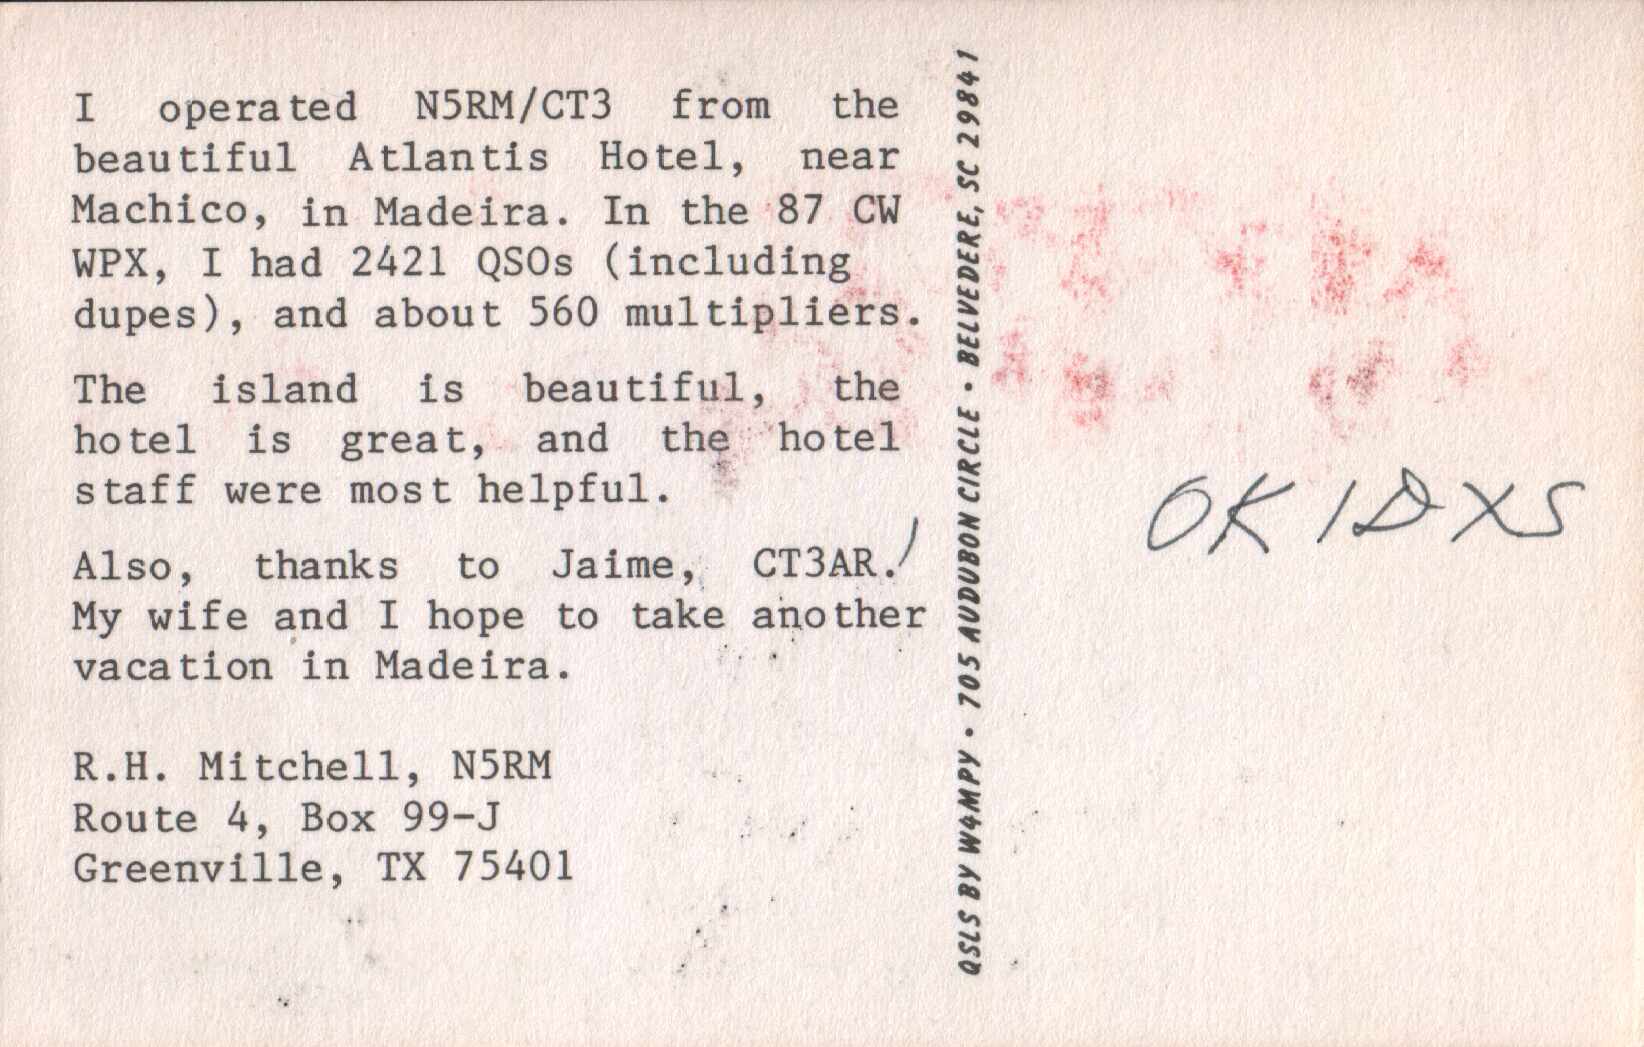 I operated N5RM/CT3 from the
beautiful Atlantis Hotel, near
Machico, in Madeira. In the 87 CW
WPX, I had 2421 QSOs (including
dupes), and about 560 multipliers.
The island is beautiful, the
hotel is great, and the hotel
staff were most helpful.
Also, thanks to Jaime, CT3AR.
My wife and I hope to take another
vacation in Madeira.
R.H. Mitchell, N5RM
Route 4, Box 99-J
Greenville, TX 75401
QSLS BY W4MPY • 705 AUDUBON CIRCLE • BELVEDERE, SC 29841
OK1DXS